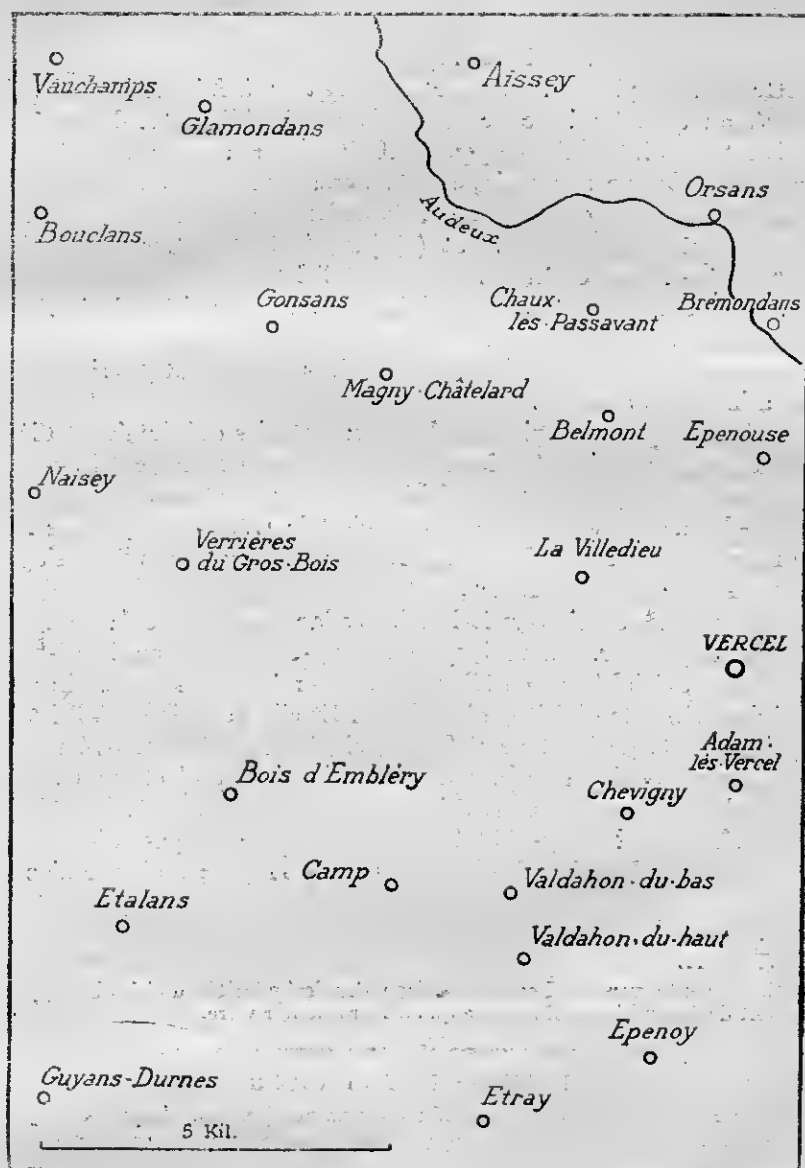 Vauchamps
Aissey
Glamondans
Orsans
Audeux
Bouclans
Gonsans
Chaux-
lès-Passavant
Brémondans
Magny-Châtelard
Belmont
Epenouse
Naisey
Verrières
du Gros-Bois
La Villedieu
VERCEL
Adam-
lès-Vercel
Bois d'Embléry
Chevigny
Camp
Valdahon-du-bas
Etalans
Valdahon-du-haut
Epenoy
Guyans-Durnes
Etray
5 Kil.